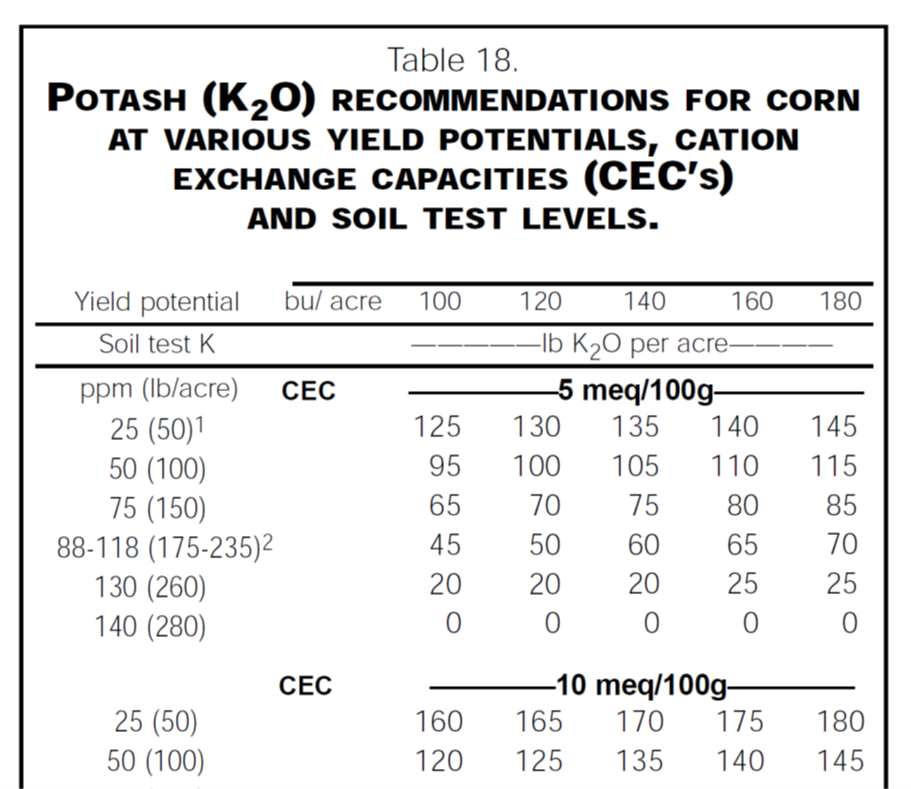 Table 18.
POTASH (K₂O) RECOMMENDATIONS FOR CORN
AT VARIOUS YIELD POTENTIALS, CATION
EXCHANGE CAPACITIES (CEC'S)
AND SOIL TEST LEVELS.
Yield potential bu/ acre 100 120 140 160 180
Soil test K —————lb K₂O per acre————
ppm (lb/acre) CEC —————5 meq/100g—————
25 (50)¹ 125 130 135 140 145
50 (100) 95 100 105 110 115
75 (150) 65 70 75 80 85
88-118 (175-235)² 45 50 60 65 70
130 (260) 20 20 20 25 25
140 (280) 0 0 0 0 0
CEC ————10 meq/100g————
25 (50) 160 165 170 175 180
50 (100) 120 125 135 140 145